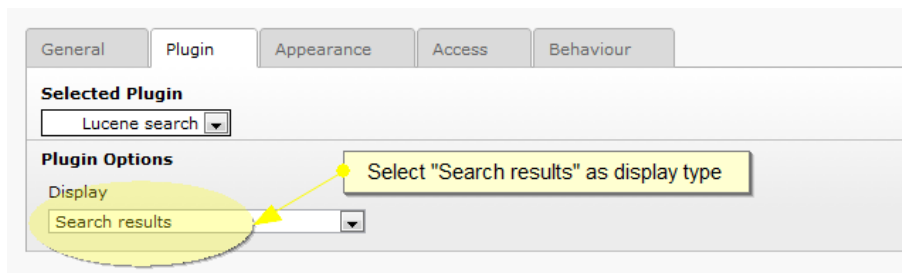 General Plugin Appearance Access Behaviour
Selected Plugin
Lucene search
Plugin Options
Select "Search results" as display type
Display
Search results